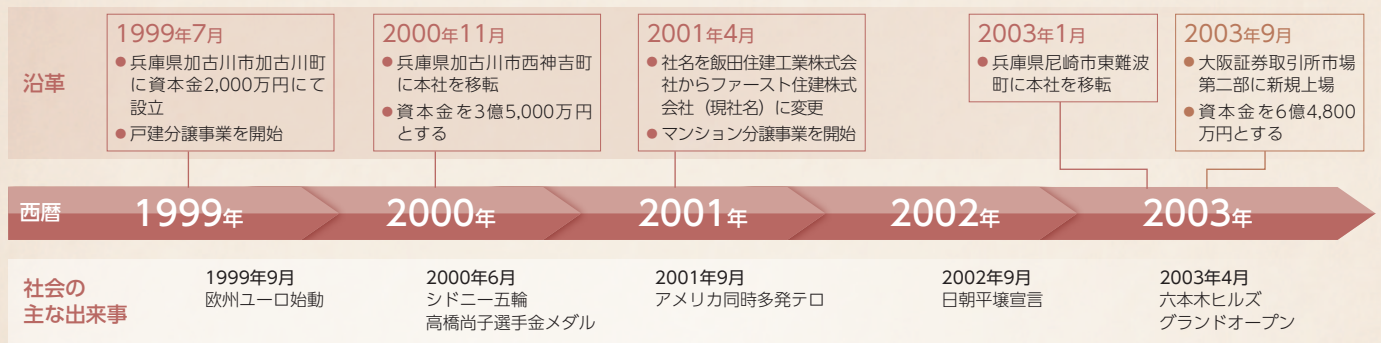 沿革
1999年7月
● 兵庫県加古川市加古川町
に資本金2,000万円にて
設立
● 戸建分譲事業を開始
2000年11月
● 兵庫県加古川市西神吉町
に本社を移転
● 資本金を3億5,000万円
とする
2001年4月
● 社名を飯田住建工業株式会
社からファースト住建株式
会社（現社名）に変更
● マンション分譲事業を開始
2003年1月
● 兵庫県尼崎市東難波
町に本社を移転
2003年9月
● 大阪証券取引所市場
第二部に新規上場
● 資本金を6億4,800
万円とする
西暦
1999年
2000年
2001年
2002年
2003年
社会の
主な出来事
1999年9月
欧州ユーロ始動
2000年6月
シドニー五輪
高橋尚子選手金メダル
2001年9月
アメリカ同時多発テロ
2002年9月
日朝平壌宣言
2003年4月
六本木ヒルズ
グランドオープン